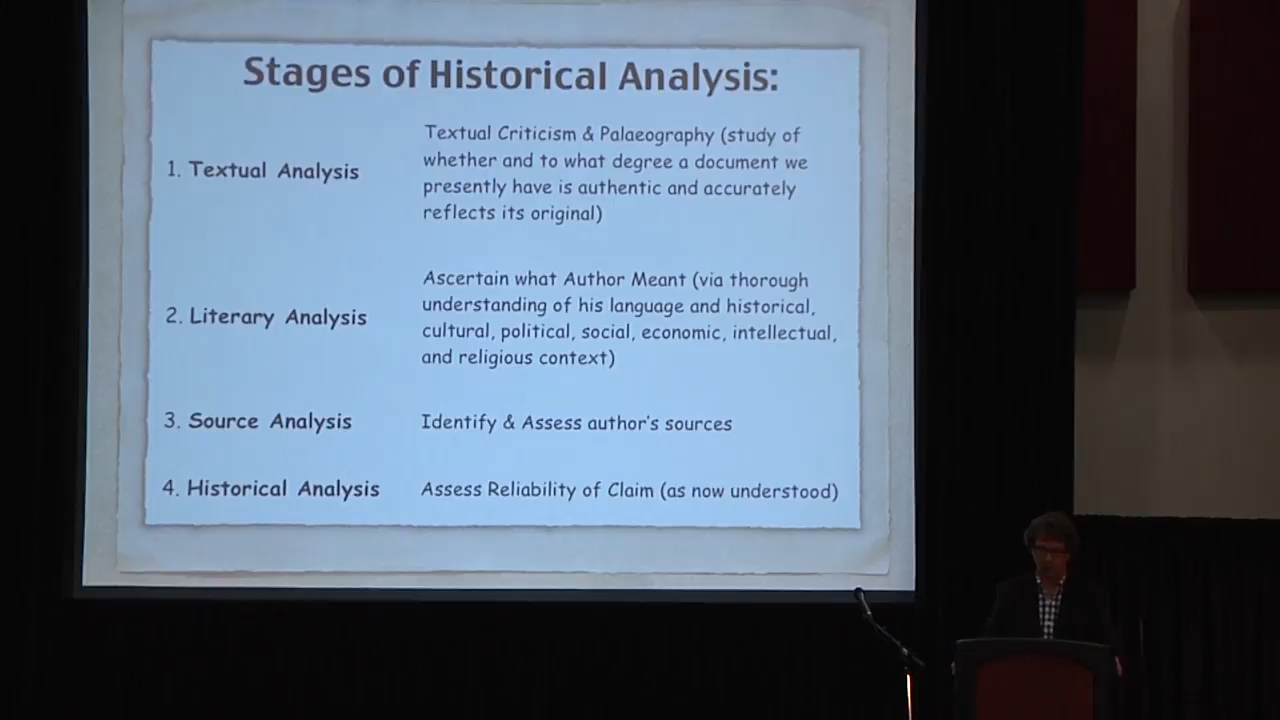 Stages of Historical Analysis:
1. Textual Analysis
Textual Criticism & Palaeography (study of
whether and to what degree a document we
presently have is authentic and accurately
reflects its original)
2. Literary Analysis
Ascertain what Author Meant (via thorough
understanding of his language and historical,
cultural, political, social, economic, intellectual,
and religious context)
3. Source Analysis
Identify & Assess author's sources
4. Historical Analysis
Assess Reliability of Claim (as now understood)